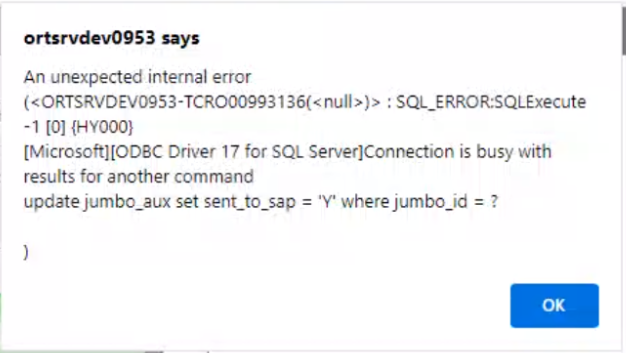 ortsrvdev0953 says
An unexpected internal error
(<ORTSRVDEV0953-TCRO00993136(<null>)> : SQL_ERROR:SQLExecute
-1 [0] {HY000}
[Microsoft][ODBC Driver 17 for SQL Server]Connection is busy with
results for another command
update jumbo_aux set sent_to_sap = 'Y' where jumbo_id = ?
)
OK